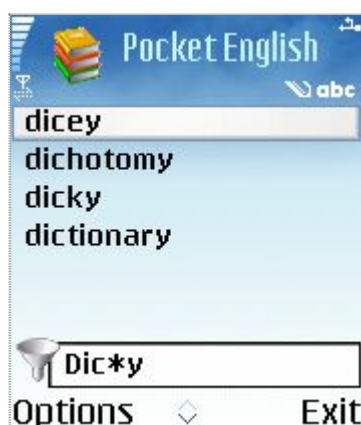 Pocket English
abc
dicey
dichotomy
dicky
dictionary
Dic*y
Options Exit